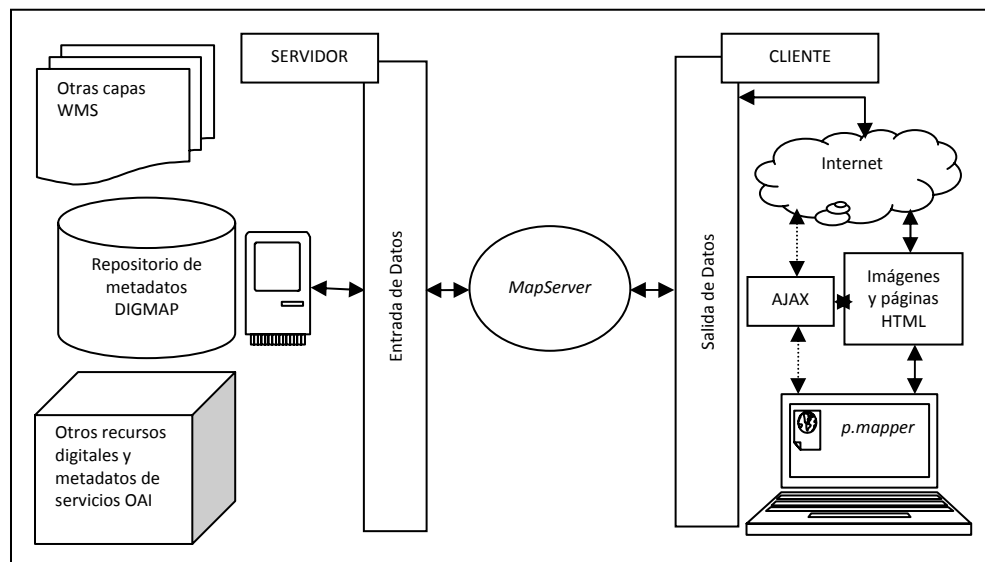 SERVIDOR
CLIENTE
Otras capas
WMS
Repositorio de
metadatos
DIGMAP
Otros recursos
digitales y
metadatos de
servicios OAI
Entrada de Datos
MapServer
Salida de Datos
Internet
AJAX
Imágenes
y páginas
HTML
p.mapper